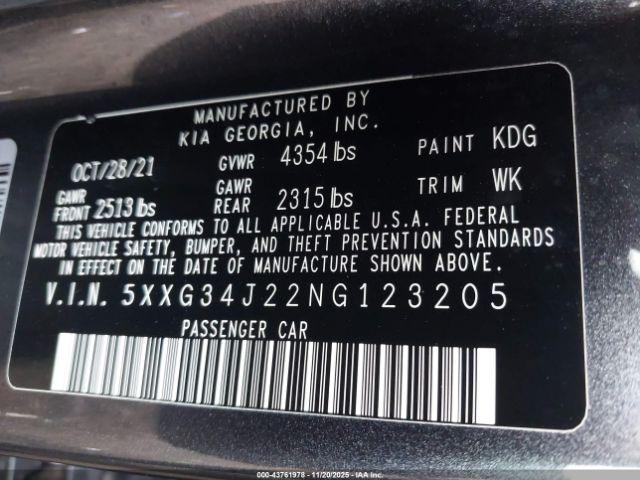 MANUFACTURED BY
KIA GEORGIA, INC.
OCT/28/21 GVWR 4354 lbs PAINT KDG
GAWR FRONT 2513 lbs GAWR REAR 2315 lbs TRIM WK
THIS VEHICLE CONFORMS TO ALL APPLICABLE U.S.A. FEDERAL
MOTOR VEHICLE SAFETY, BUMPER, AND THEFT PREVENTION STANDARDS
IN EFFECT ON THE DATE OF MANUFACTURE SHOWN ABOVE.
V.I.N. 5XXG34J22NG123205
PASSENGER CAR
00-43761978 - 11/20/2025 - IAA Inc.